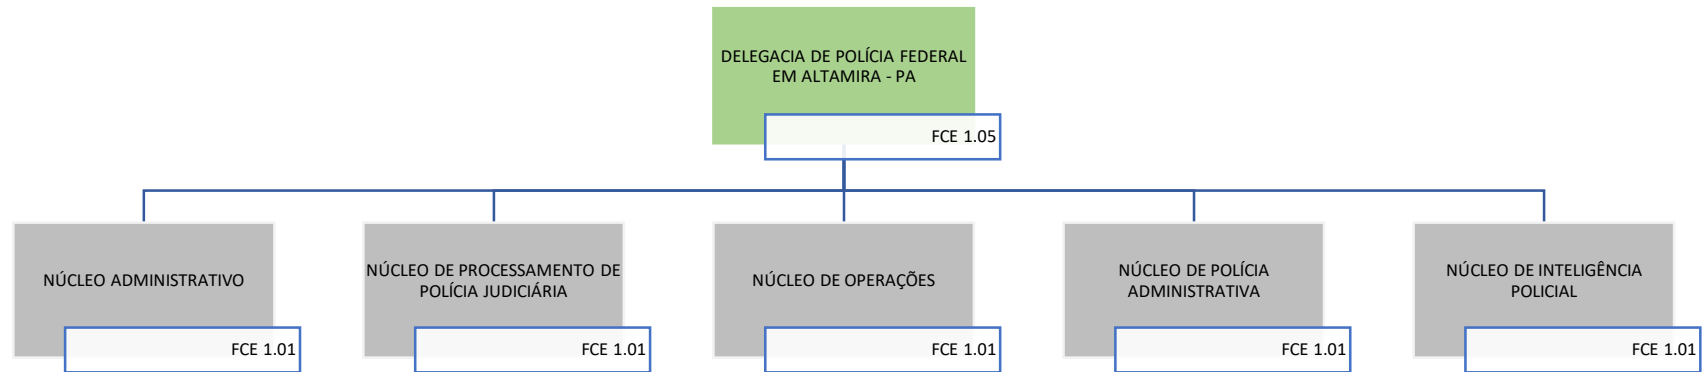 DELEGACIA DE POLÍCIA FEDERAL
EM ALTAMIRA - PA
FCE 1.05
NÚCLEO ADMINISTRATIVO
FCE 1.01
NÚCLEO DE PROCESSAMENTO DE
POLÍCIA JUDICIÁRIA
FCE 1.01
NÚCLEO DE OPERAÇÕES
FCE 1.01
NÚCLEO DE POLÍCIA
ADMINISTRATIVA
FCE 1.01
NÚCLEO DE INTELIGÊNCIA
POLICIAL
FCE 1.01